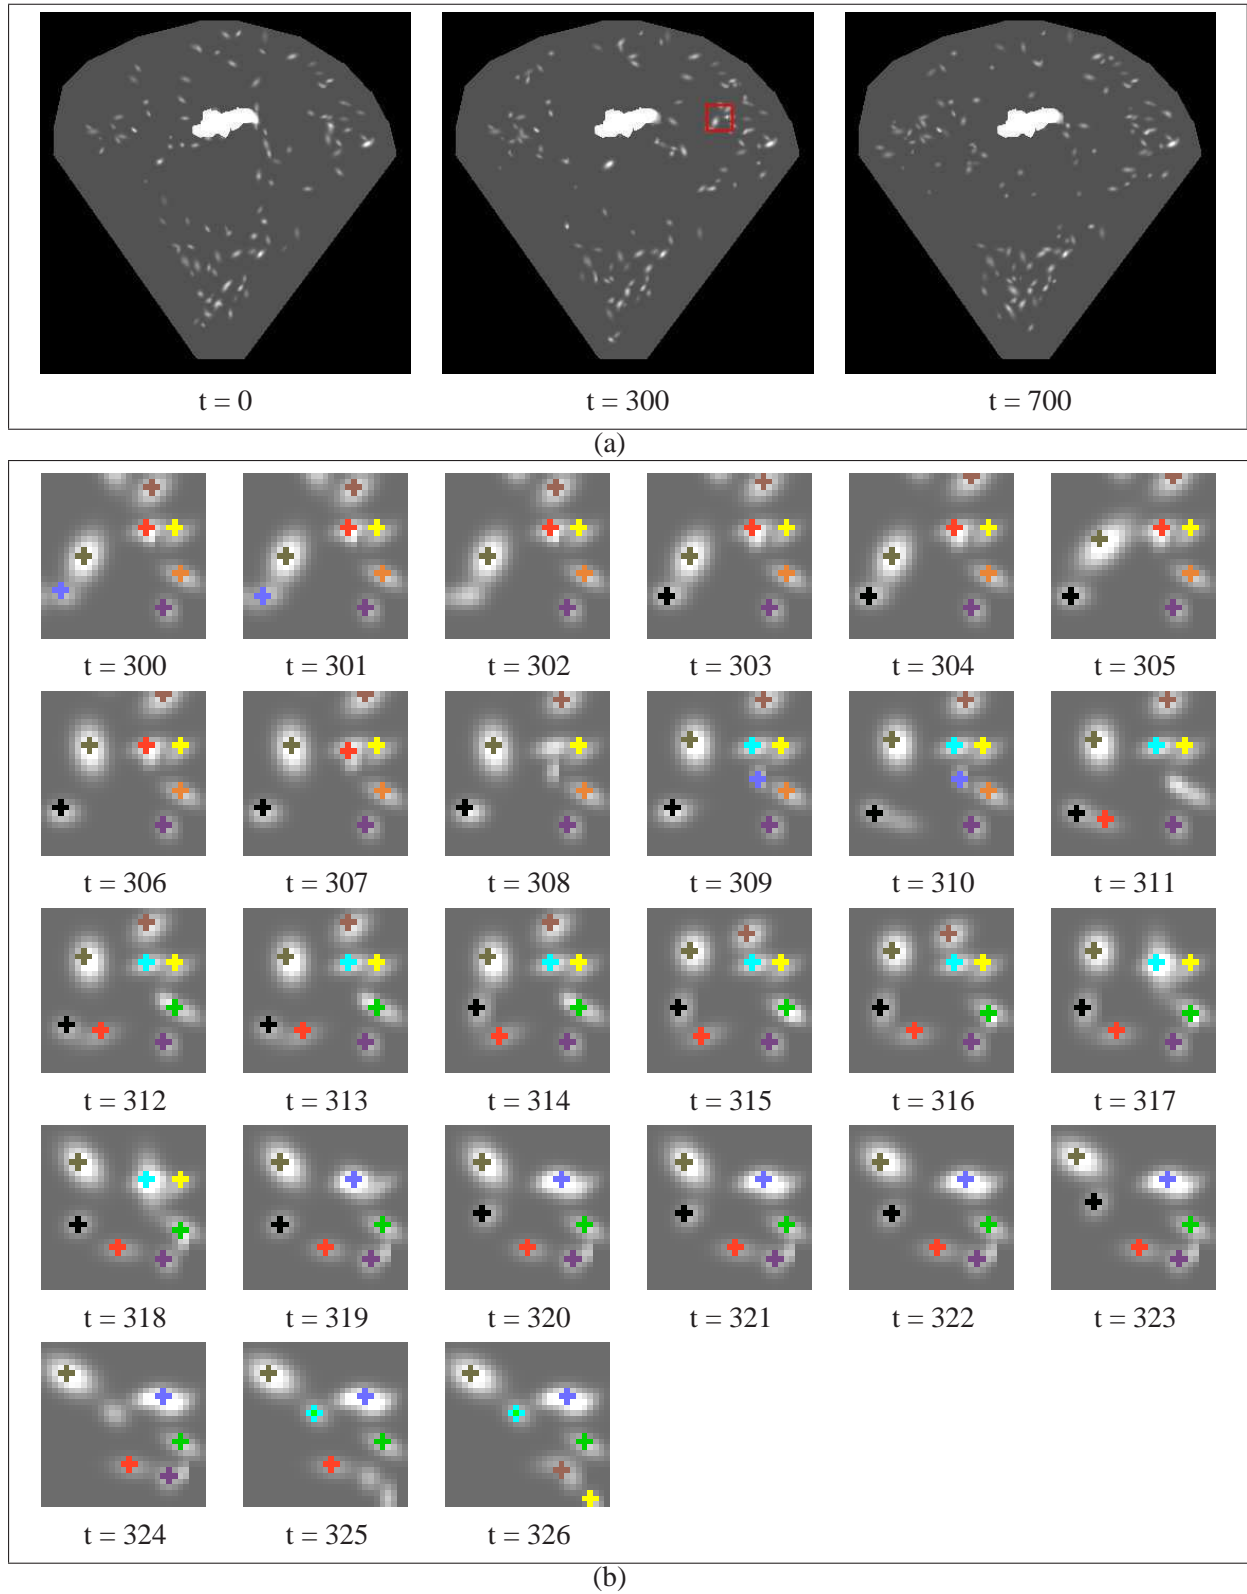 t = 0 t = 300 t = 700
(a)
t = 300 t = 301 t = 302 t = 303 t = 304 t = 305
t = 306 t = 307 t = 308 t = 309 t = 310 t = 311
t = 312 t = 313 t = 314 t = 315 t = 316 t = 317
t = 318 t = 319 t = 320 t = 321 t = 322 t = 323
t = 324 t = 325 t = 326
(b)